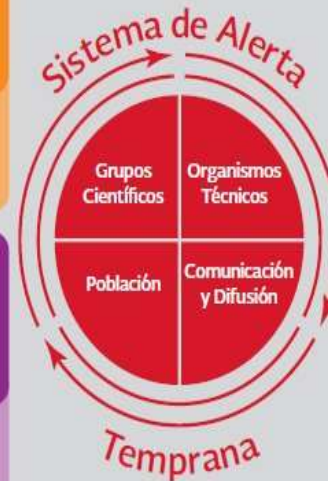 Sistema de Alerta
Grupos
Científicos
Organismos
Técnicos
Población
Comunicación
y Difusión
Temprana